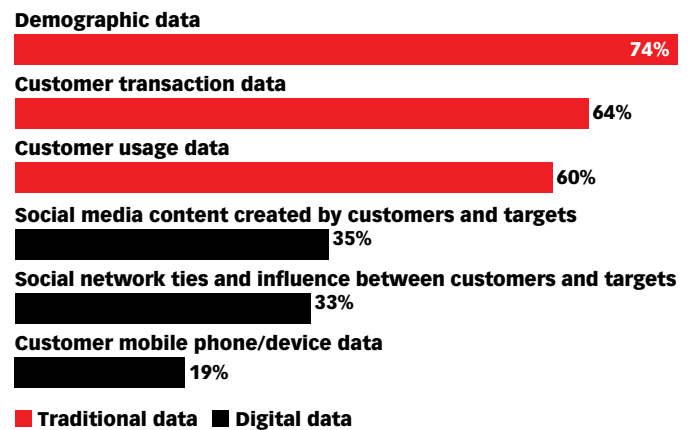 Demographic data
74%
Customer transaction data
64%
Customer usage data
60%
Social media content created by customers and targets
35%
Social network ties and influence between customers and targets
33%
Customer mobile phone/device data
19%
Traditional data Digital data